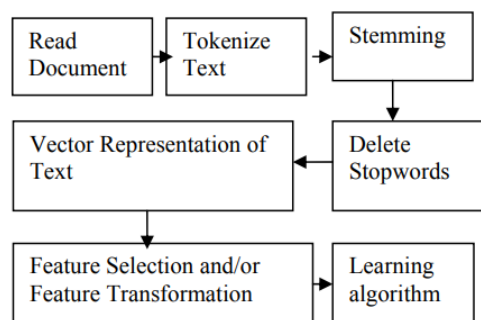 Read
Document
Tokenize
Text
Stemming
Delete
Stopwords
Vector Representation of
Text
Feature Selection and/or
Feature Transformation
Learning
algorithm